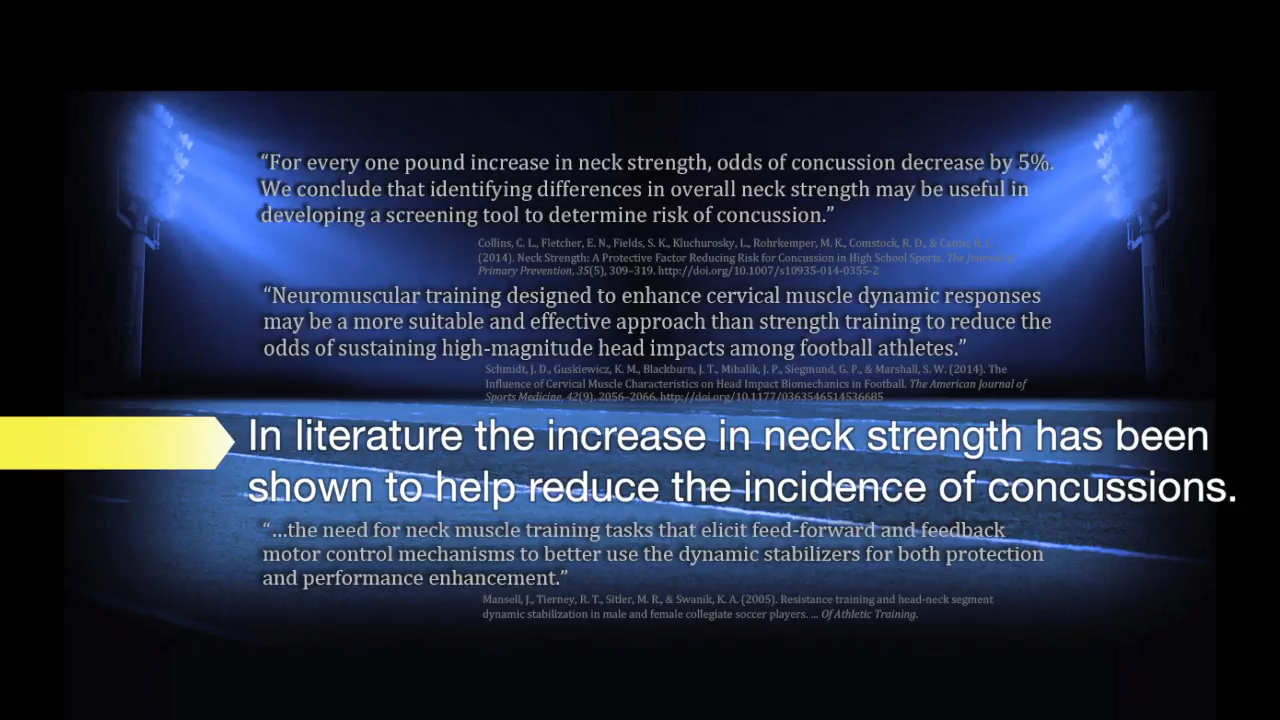 “For every one pound increase in neck strength, odds of concussion decrease by 5%.
We conclude that identifying differences in overall neck strength may be useful in
developing a screening tool to determine risk of concussion.”
Collins, C. L., Fletcher, E. N., Fields, S. K., Kluchurosky, L., Rohrkemper, M. K., Comstock, R. D., & Cantu, R. C.
(2014). Neck Strength: A Protective Factor Reducing Risk for Concussion in High School Sports. The Journal of
Primary Prevention, 35(5), 309–319. http://doi.org/10.1007/s10935-014-0355-2
“Neuromuscular training designed to enhance cervical muscle dynamic responses
may be a more suitable and effective approach than strength training to reduce the
odds of sustaining high-magnitude head impacts among football athletes.”
Schmidt, J. D., Guskiewicz, K. M., Blackburn, J. T., Mihalik, J. P., Siegmund, G. P., & Marshall, S. W. (2014). The
Influence of Cervical Muscle Characteristics on Head Impact Biomechanics in Football. The American Journal of
Sports Medicine, 42(9), 2056–2066. http://doi.org/10.1177/0363546514536685
In literature the increase in neck strength has been
shown to help reduce the incidence of concussions.
“...the need for neck muscle training tasks that elicit feed-forward and feedback
motor control mechanisms to better use the dynamic stabilizers for both protection
and performance enhancement.”
Mansell, J., Tierney, R. T., Sitler, M. R., & Swanik, K. A. (2005). Resistance training and head-neck segment
dynamic stabilization in male and female collegiate soccer players. ... Of Athletic Training.